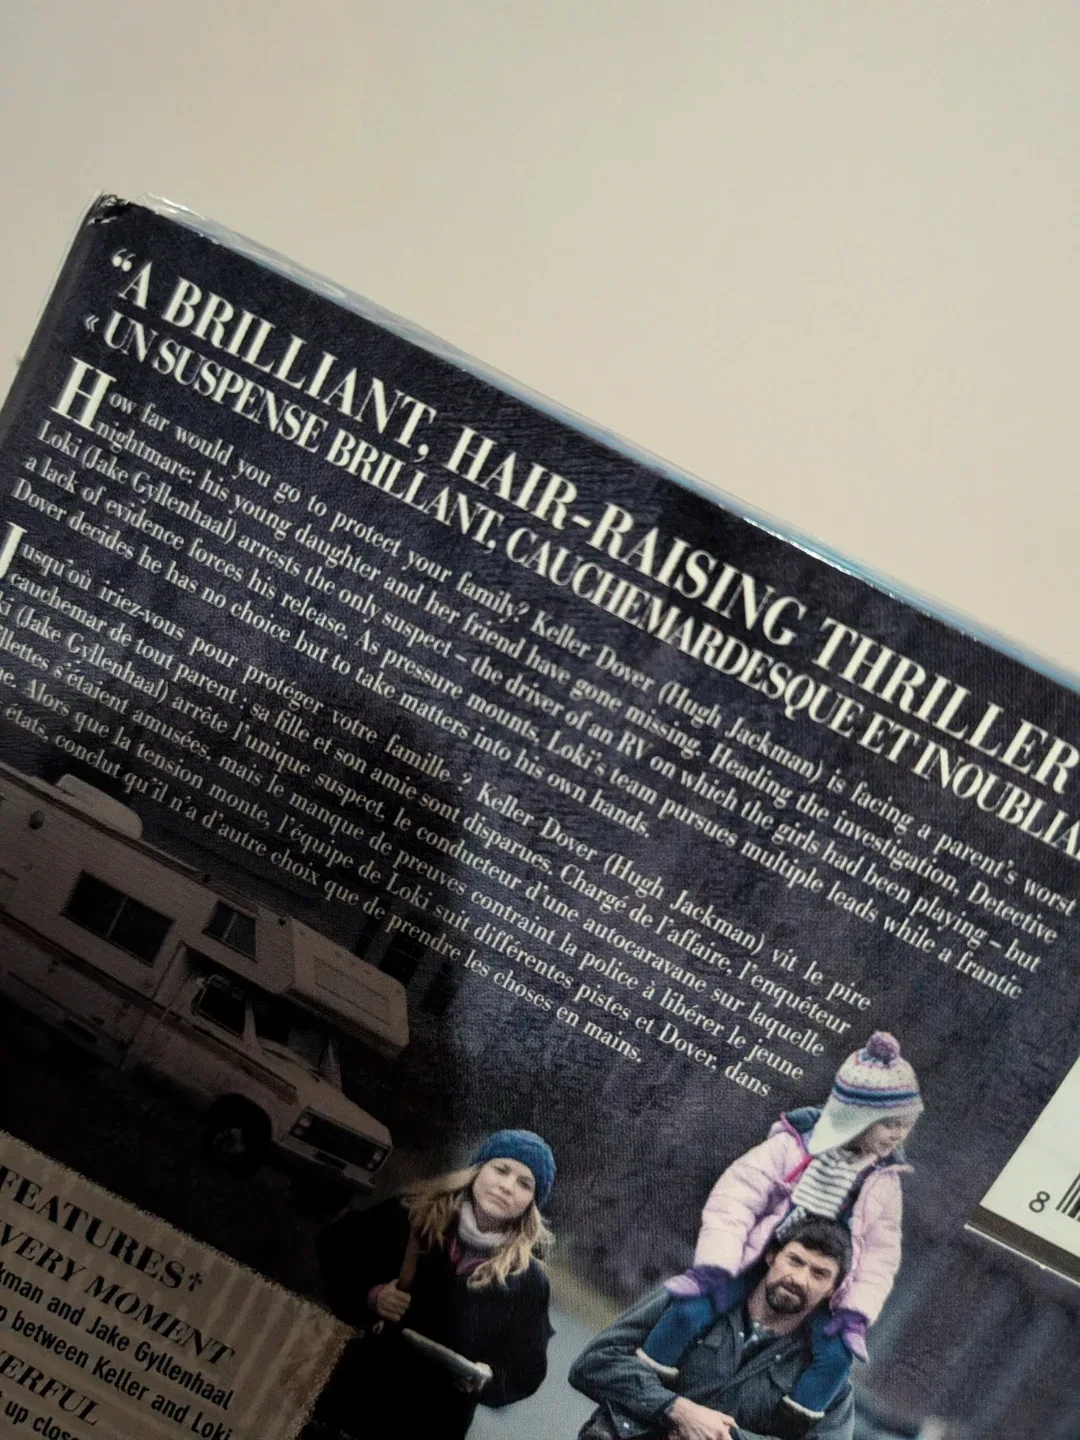 “A BRILLIANT, HAIR-RAISING THRILLER
« UN SUSPENSE BRILLANT, CAUCHEMARDESQUE ET INOUBLIA
How far would you go to protect your family? Keller Dover (Hugh Jackman) is facing a parent's worst
nightmare: his young daughter and her friend have gone missing. Heading the investigation, Detective
Loki (Jake Gyllenhaal) arrests the only suspect – the driver of an RV on which the girls had been playing – but
a lack of evidence forces his release. As pressure mounts, Loki's team pursues multiple leads while a frantic
Dover decides he has no choice but to take matters into his own hands.
Jusqu'où iriez-vous pour protéger votre famille ? Keller Dover (Hugh Jackman) vit le pire
cauchemar de tout parent : sa fille et son amie sont disparues. Chargé de l'affaire, l'enquêteur
ki (Jake Gyllenhaal) arrête l'unique suspect, le conducteur d'une autocaravane sur laquelle
llettes s'étaient amusées, mais le manque de preuves contraint la police à libérer le jeune
e. Alors que la tension monte, l'équipe de Loki suit différentes pistes et Dover, dans
états, conclut qu'il n'a d'autre choix que de prendre les choses en mains.
FEATURES†
VERY MOMENT
kman and Jake Gyllenhaal
p between Keller and Loki
ERFUL
t up close
8